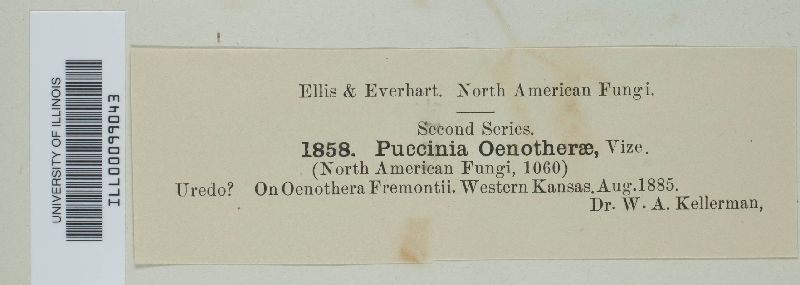 UNIVERSITY OF ILLINOIS
ILL00099043
Ellis & Everhart. North American Fungi.
Second Series.
1858. Puccinia Oenotheræ, Vize.
(North American Fungi, 1060)
Uredo? On Oenothera Fremontii. Western Kansas. Aug. 1885.
Dr. W. A. Kellerman,